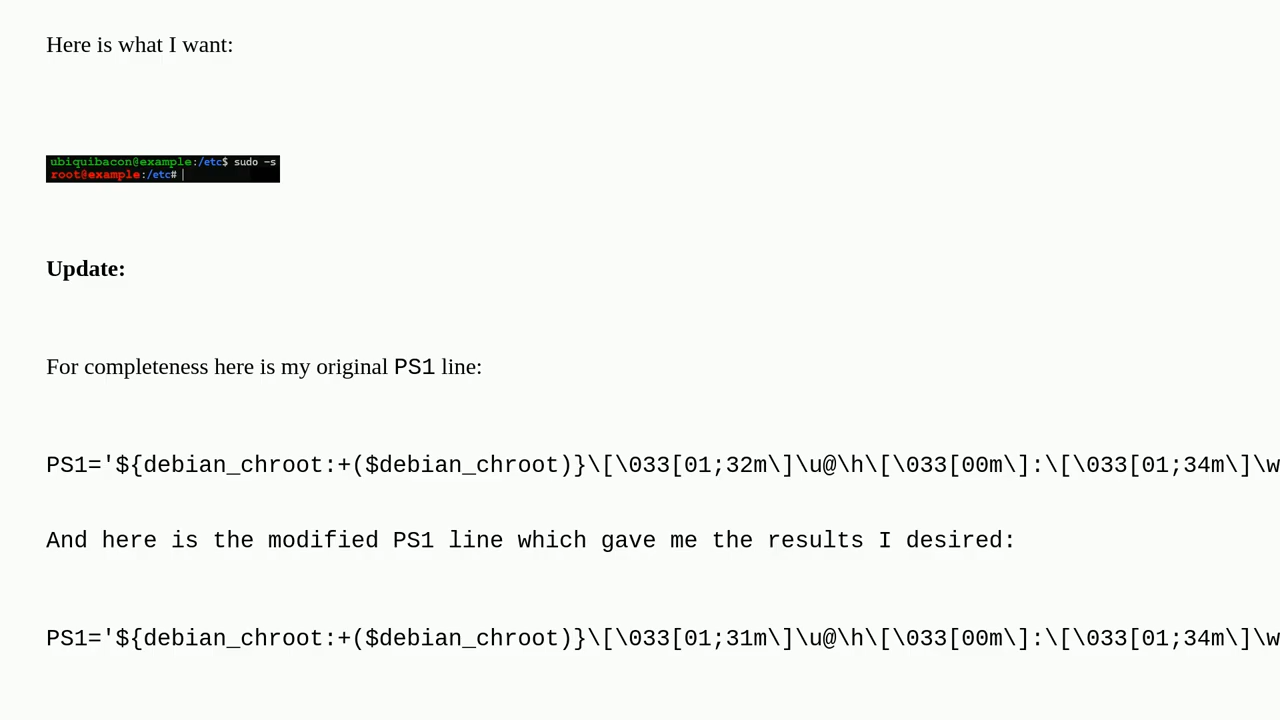 Here is what I want:
ubiquibacon@example:/etc$ sudo -s
root@example:/etc#
Update:
For completeness here is my original PS1 line:
PS1='${debian_chroot:+($debian_chroot)}\[\033[01;32m\]\u@\h\[\033[00m\]:\[\033[01;34m\]\w
And here is the modified PS1 line which gave me the results I desired:
PS1='${debian_chroot:+($debian_chroot)}\[\033[01;31m\]\u@\h\[\033[00m\]:\[\033[01;34m\]\w